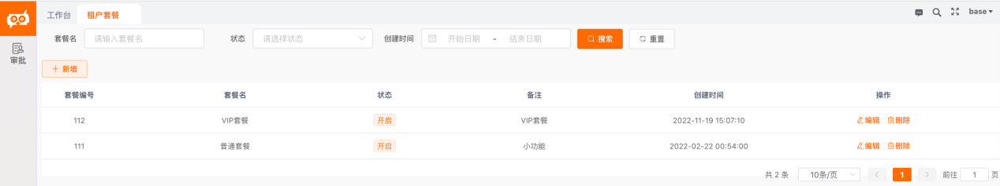 工作台 租户套餐 base
审批
套餐名 请输入套餐名 状态 请选择状态 创建时间 开始日期 - 结束日期 搜索 重置
+ 新增
套餐编号 套餐名 状态 备注 创建时间 操作
112 VIP套餐 开启 VIP套餐 2022-11-19 15:07:10 编辑 删除
111 普通套餐 开启 小功能 2022-02-22 00:54:00 编辑 删除
共 2 条 10条/页 < 1 > 前往 1 页